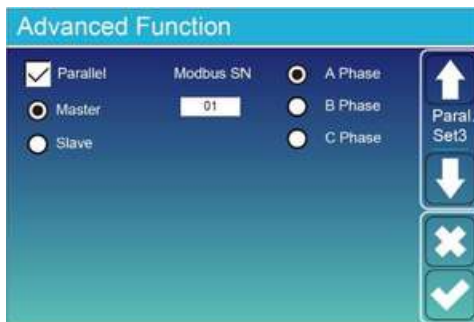 Advanced Function
Parallel
Modbus SN
A Phase
Master
01
B Phase
Slave
C Phase
Paral.
Set3